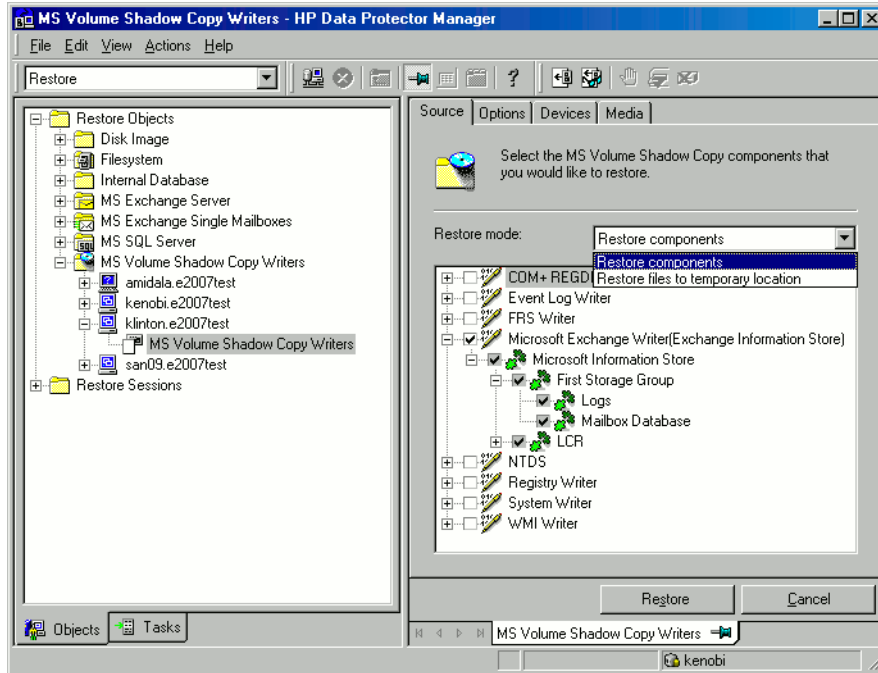 MS Volume Shadow Copy Writers - HP Data Protector Manager
File Edit View Actions Help
Restore
Restore Objects
Disk Image
Filesystem
Internal Database
MS Exchange Server
MS Exchange Single Mailboxes
SQL MS SQL Server
MS Volume Shadow Copy Writers
amidala.e2007test
kenobi.e2007test
klinton.e2007test
MS Volume Shadow Copy Writers
san09.e2007test
Restore Sessions
Objects Tasks
Source Options Devices Media
Select the MS Volume Shadow Copy components that
you would like to restore.
Restore mode: Restore components
Restore components
Restore files to temporary location
COM+ REGD
Event Log Writer
FRS Writer
Microsoft Exchange Writer(Exchange Information Store)
Microsoft Information Store
First Storage Group
Logs
Mailbox Database
LCR
NTDS
Registry Writer
System Writer
WMI Writer
Restore Cancel
MS Volume Shadow Copy Writers
kenobi